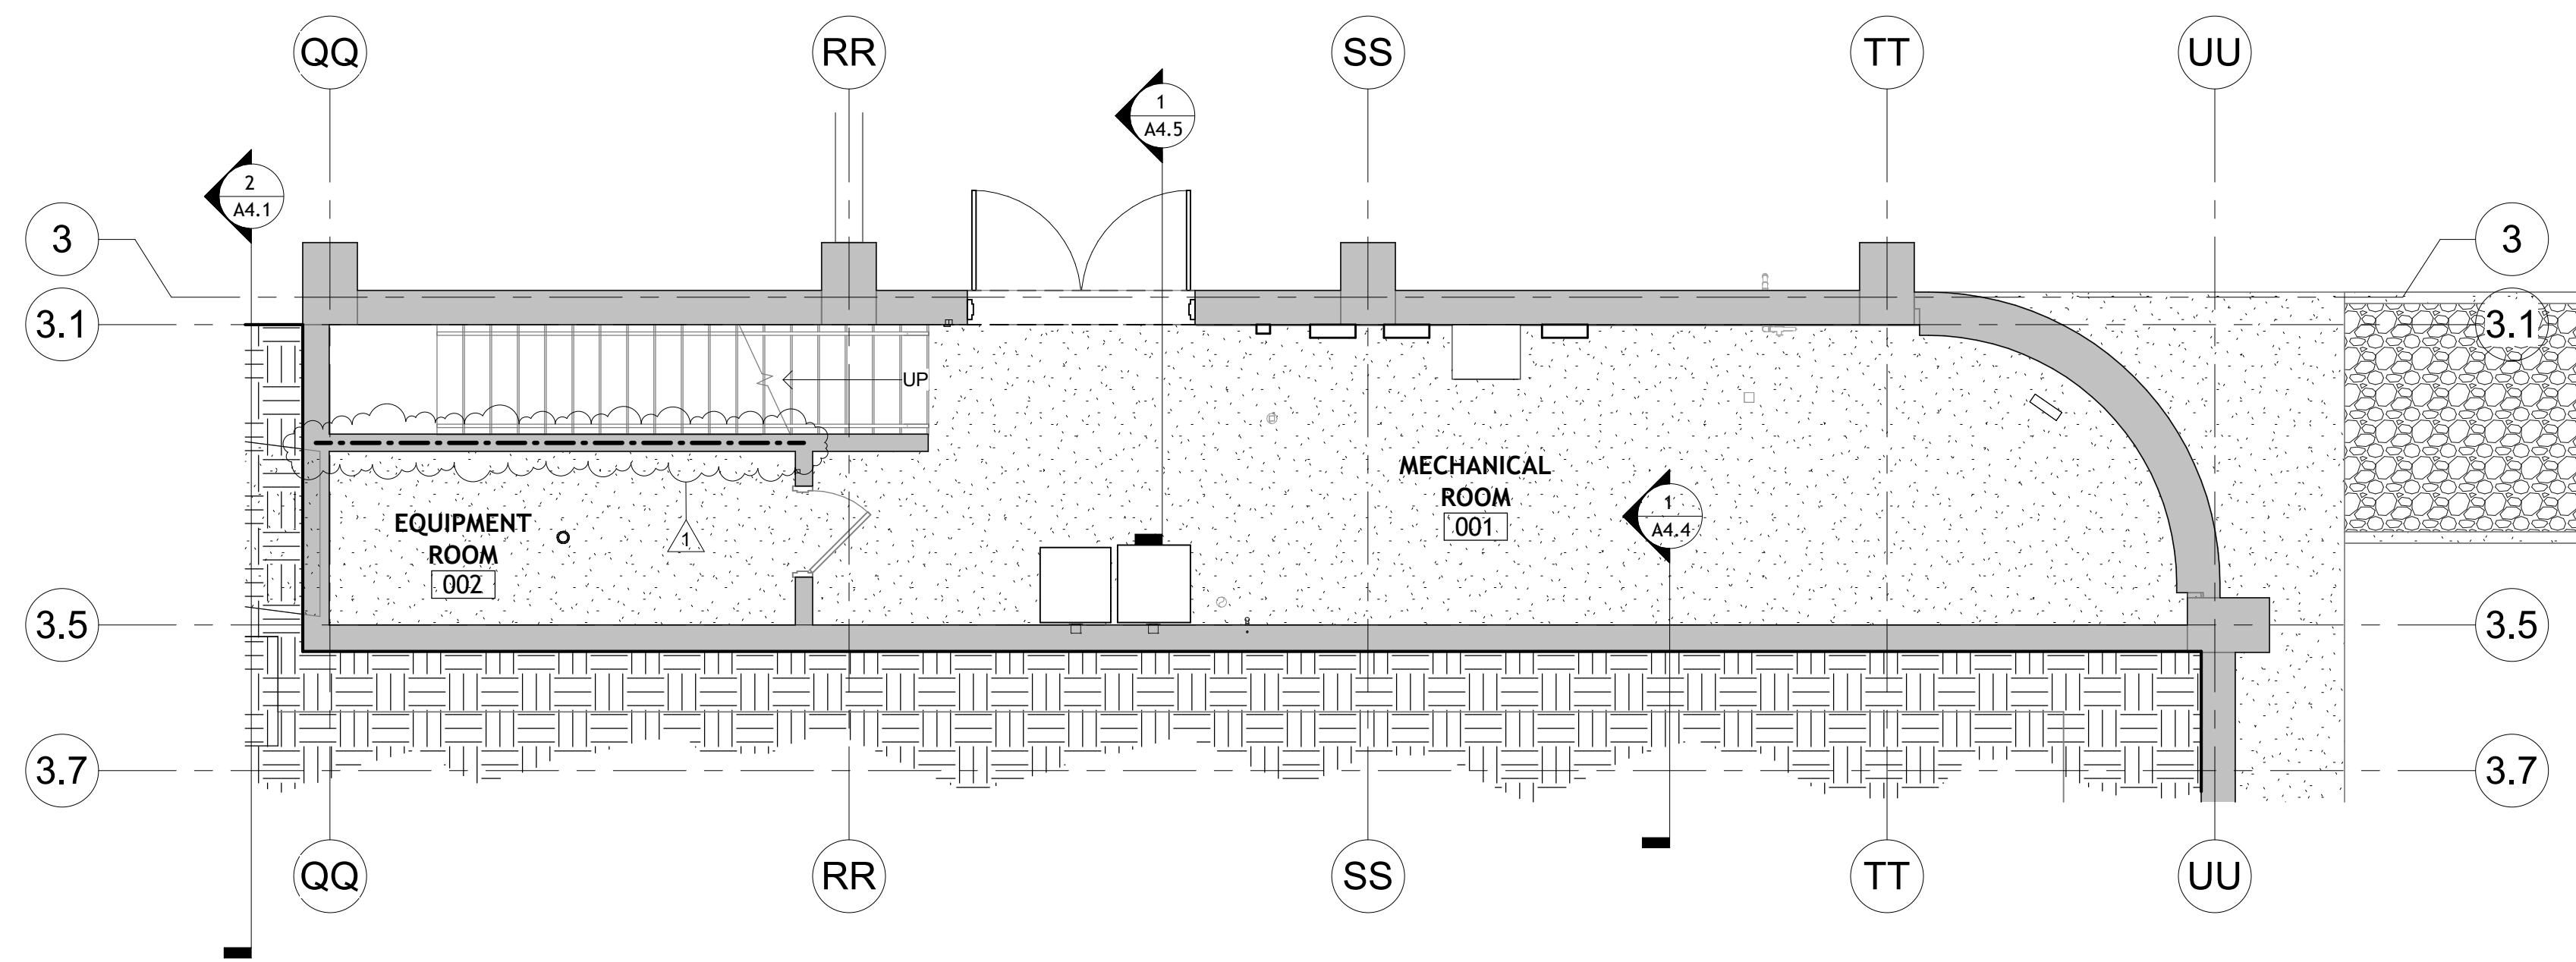 QQ
RR
SS
TT
UU
1
A4.5
2
A4.1
3
3
3.1
3.1
UP
MECHANICAL
ROOM
001
1
A4.4
EQUIPMENT
ROOM
002
1
3.5
3.5
3.7
3.7
QQ
RR
SS
TT
UU